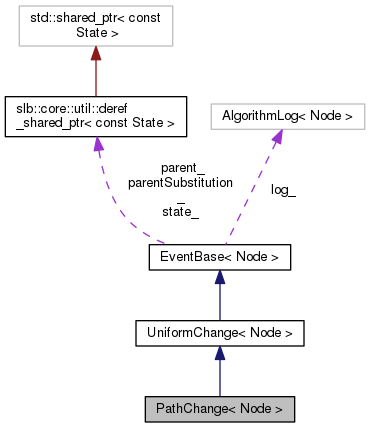 std::shared_ptr< const
State >
slb::core::util::deref
_shared_ptr< const State >
AlgorithmLog< Node >
parent_
parentSubstitution
_
state_
log_
EventBase< Node >
UniformChange< Node >
PathChange< Node >